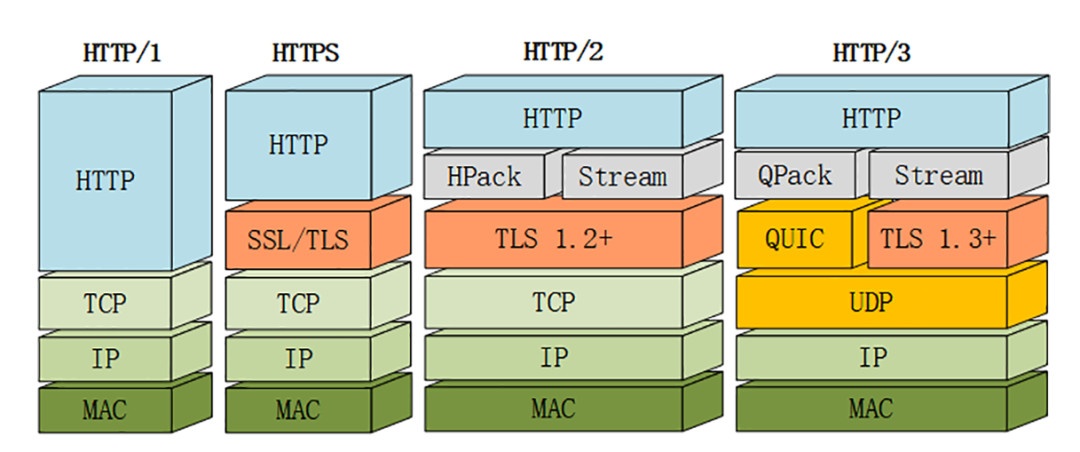 HTTP/1
HTTPS
HTTP/2
HTTP/3
HTTP
TCP
IP
MAC
HTTP
SSL/TLS
TCP
IP
MAC
HTTP
HPack
Stream
TLS 1.2+
TCP
IP
MAC
HTTP
QPack
Stream
QUIC
TLS 1.3+
UDP
IP
MAC